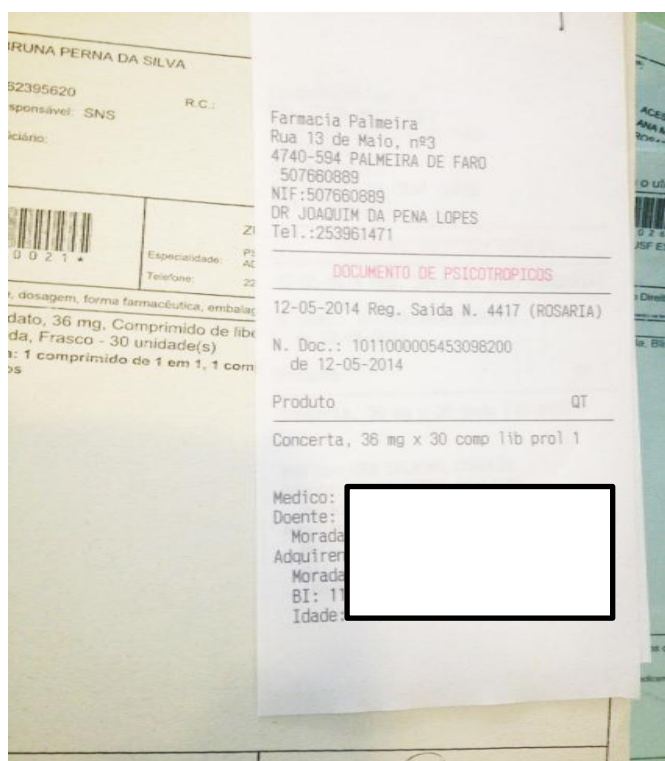 BRUNA PERNA DA SILVA
62395620
R.C.:
sponsável: SNS
iciário:
0 0 2 1 *
Especialidade:
Telefone: 22
, dosagem, forma farmacêutica, embalag
dato, 36 mg, Comprimido de libe
da, Frasco - 30 unidade(s)
a: 1 comprimido de 1 em 1, 1 com
os
Farmacia Palmeira
Rua 13 de Maio, nº3
4740-594 PALMEIRA DE FARO
507660889
NIF:507660889
DR JOAQUIM DA PENA LOPES
Tel.:253961471
DOCUMENTO DE PSICOTROPICOS
12-05-2014 Reg. Saida N. 4417 (ROSARIA)
N. Doc.: 1011000005453098200
de 12-05-2014
Produto QT
Concerta, 36 mg x 30 comp lib prol 1
Medico:
Doente:
Morada
Adquiren
Morada
BI: 11
Idade: